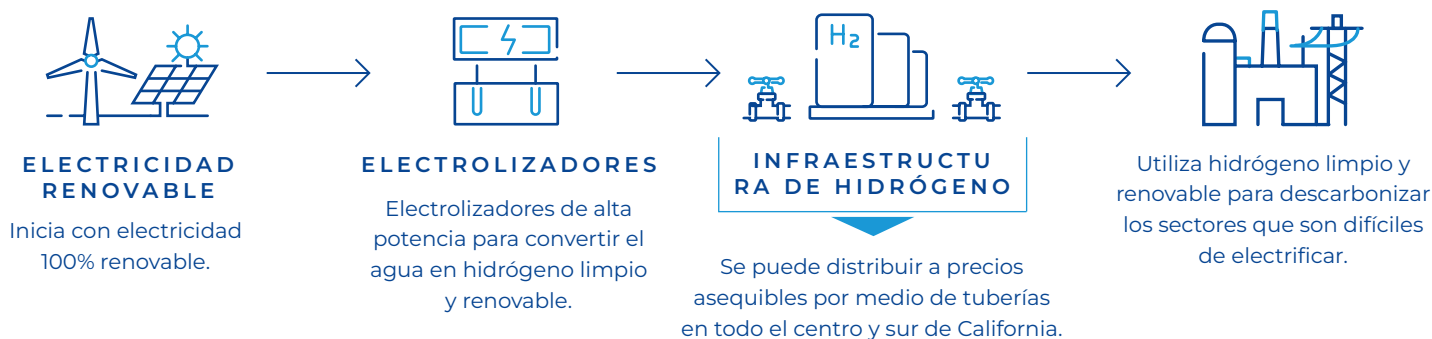 ELECTRICIDAD
RENOVABLE
Inicia con electricidad
100% renovable.
ELECTROLIZADORES
Electrolizadores de alta
potencia para convertir el
agua en hidrógeno limpio
y renovable.
H2
INFRAESTRUCTU
RA DE HIDRÓGENO
Se puede distribuir a precios
asequibles por medio de tuberías
en todo el centro y sur de California.
Utiliza hidrógeno limpio y
renovable para descarbonizar
los sectores que son difíciles
de electrificar.